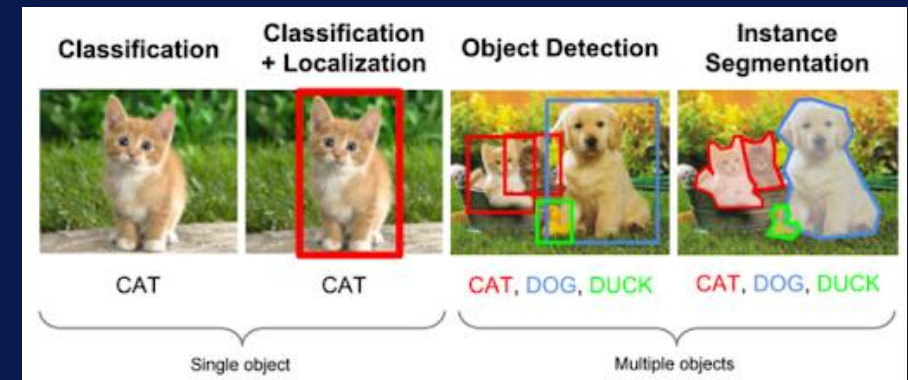 Classification
Classification
+ Localization
Object Detection
Instance
Segmentation
CAT
CAT
CAT, DOG, DUCK
CAT, DOG, DUCK
Single object
Multiple objects